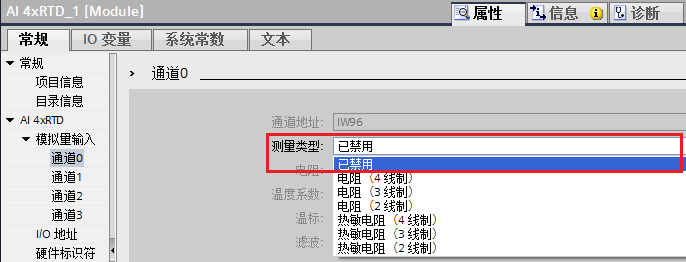 AI 4xRTD_1 [Module]
属性
信息
诊断
常规
IO 变量
系统常数
文本
常规
项目信息
目录信息
AI 4xRTD
模拟量输入
通道0
通道1
通道2
通道3
I/O 地址
硬件标识符
通道0
通道地址: IW96
测量类型: 已禁用
电阻:
温度系数:
温标:
滤波:
已禁用
电阻（4 线制）
电阻（3 线制）
电阻（2 线制）
热敏电阻（4 线制）
热敏电阻（3 线制）
热敏电阻（2 线制）